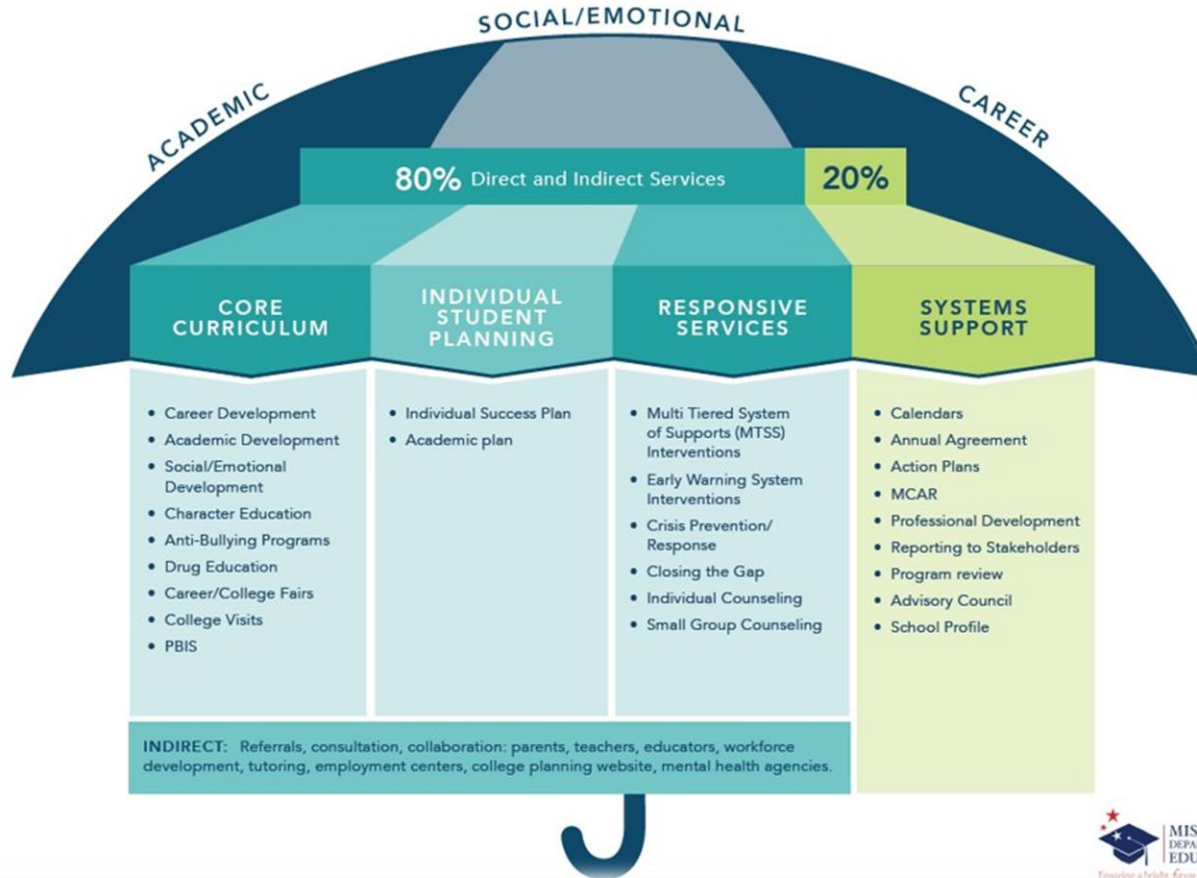 SOCIAL/EMOTIONAL
ACADEMIC
CAREER
80% Direct and Indirect Services
20%
CORE
CURRICULUM
INDIVIDUAL
STUDENT
PLANNING
RESPONSIVE
SERVICES
SYSTEMS
SUPPORT
• Career Development
• Academic Development
• Social/Emotional
Development
• Character Education
• Anti-Bullying Programs
• Drug Education
• Career/College Fairs
• College Visits
• PBIS
• Individual Success Plan
• Academic plan
• Multi Tiered System
of Supports (MTSS)
Interventions
• Early Warning System
Interventions
• Crisis Prevention/
Response
• Closing the Gap
• Individual Counseling
• Small Group Counseling
• Calendars
• Annual Agreement
• Action Plans
• MCAR
• Professional Development
• Reporting to Stakeholders
• Program review
• Advisory Council
• School Profile
INDIRECT: Referrals, consultation, collaboration: parents, teachers, educators, workforce
development, tutoring, employment centers, college planning website, mental health agencies.
MIS
DEPA
EDU
Ensuring a bright